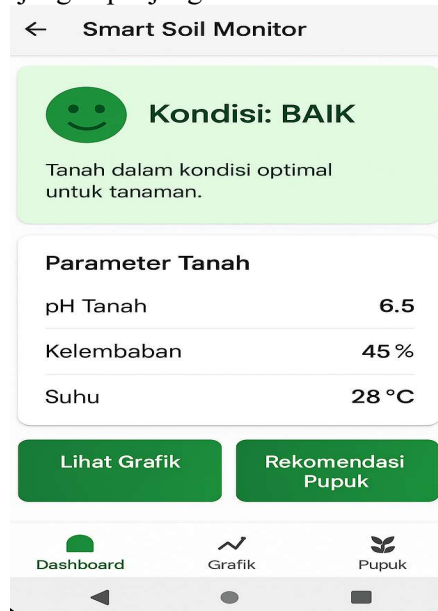 Smart Soil Monitor
Kondisi: BAIK
Tanah dalam kondisi optimal
untuk tanaman.
Parameter Tanah
pH Tanah 6.5
Kelembaban 45 %
Suhu 28 °C
Lihat Grafik
Rekomendasi
Pupuk
Dashboard Grafik Pupuk